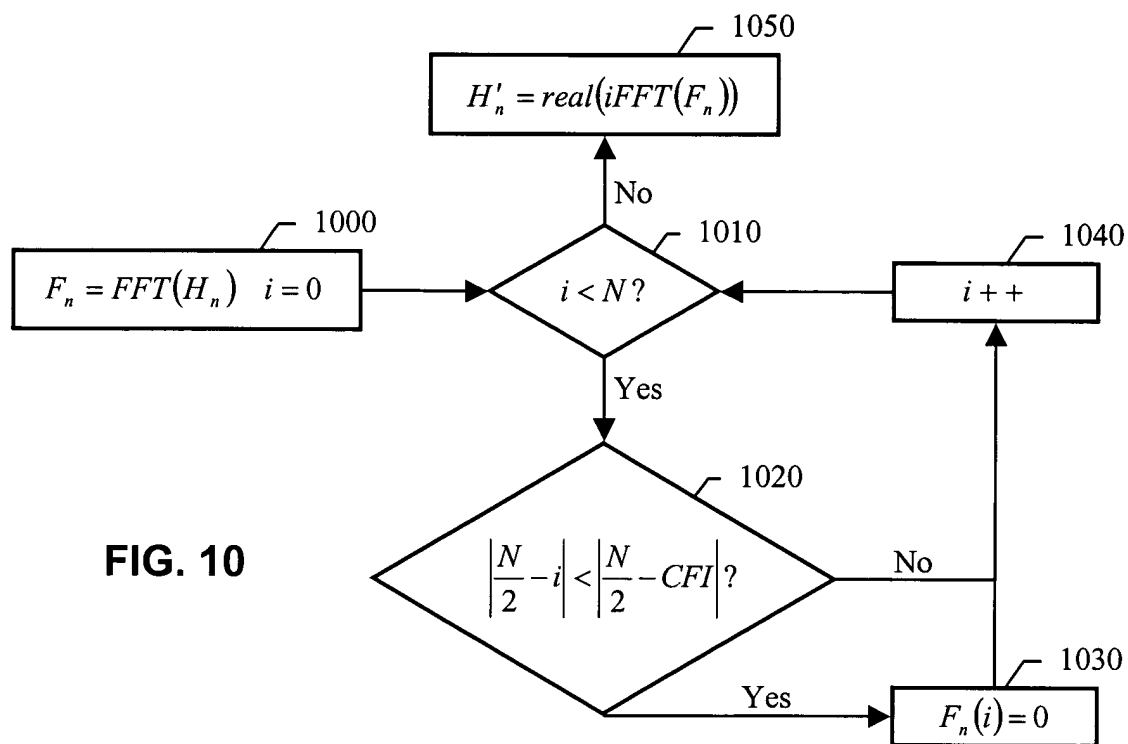 1050
H'_n = real(iFFT(F_n))
No
1000
F_n = FFT(H_n) i = 0
1010
i < N?
1040
i + +
Yes
1020
|N/2 − i| < |N/2 − CFI|?
No
FIG. 10
1030
Yes
F_n(i) = 0